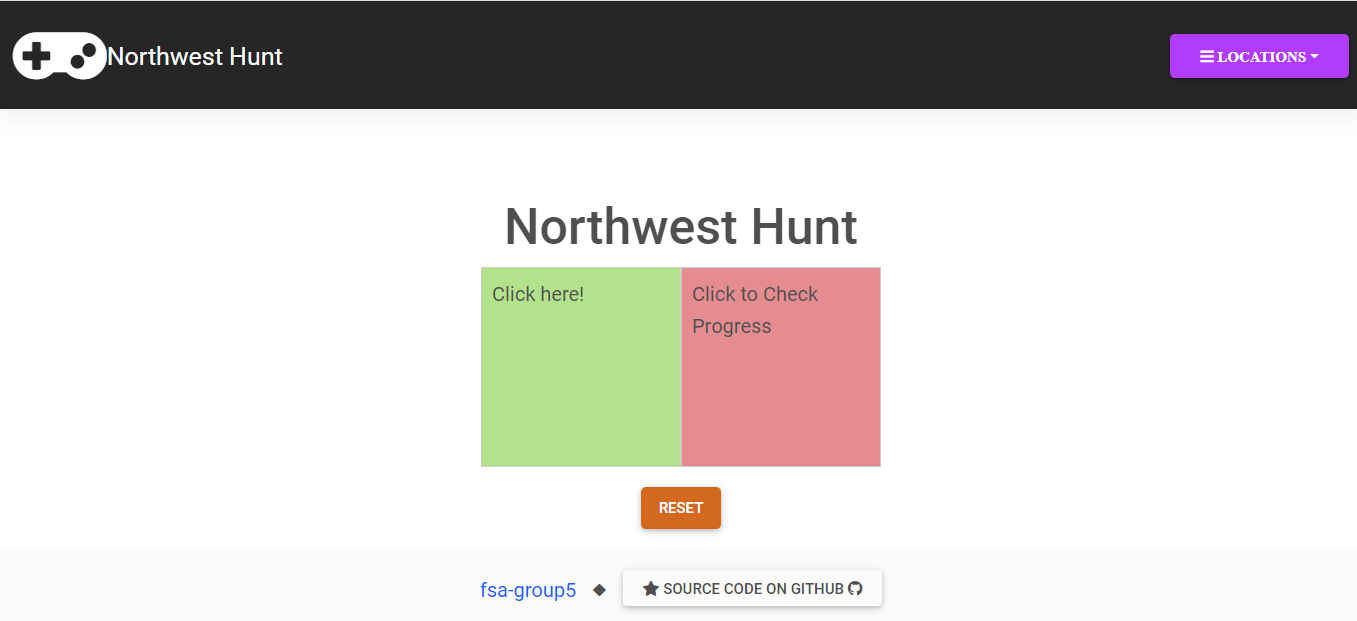 Northwest Hunt
LOCATIONS
Northwest Hunt
Click here!
Click to Check
Progress
RESET
fsa-group5
SOURCE CODE ON GITHUB